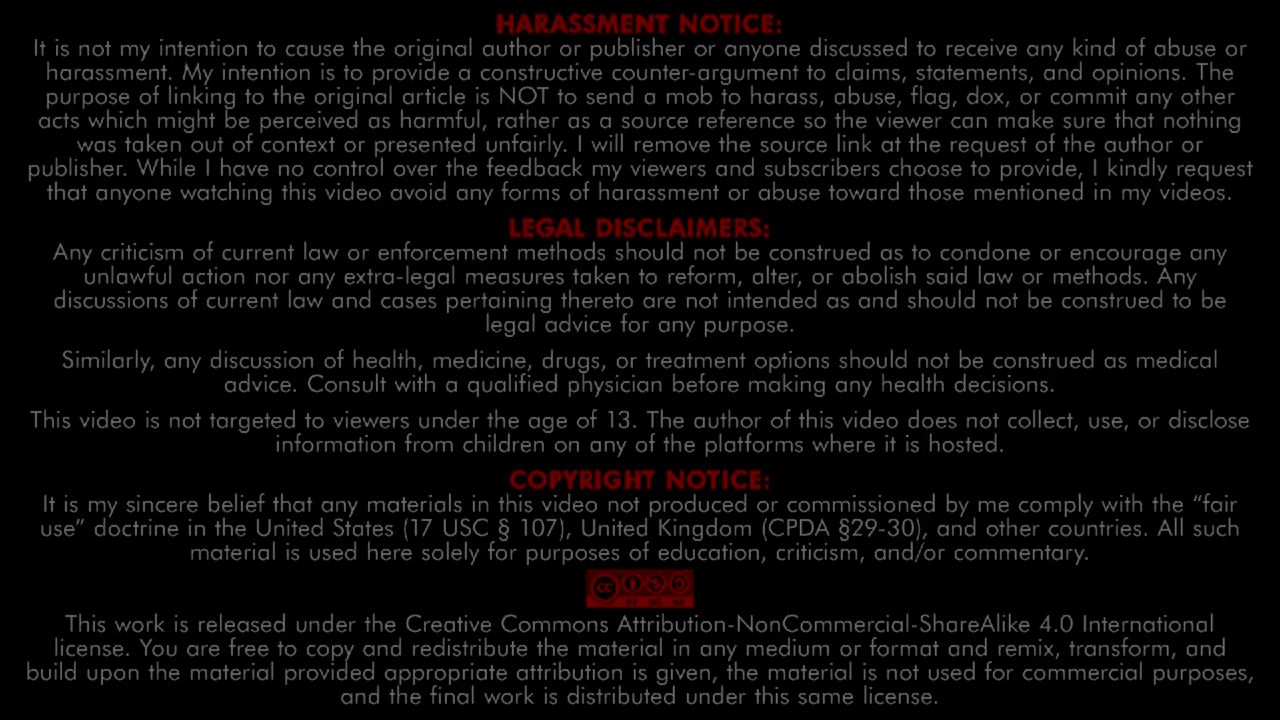 HARASSMENT NOTICE:
It is not my intention to cause the original author or publisher or anyone discussed to receive any kind of abuse or
harassment. My intention is to provide a constructive counter-argument to claims, statements, and opinions. The
purpose of linking to the original article is NOT to send a mob to harass, abuse, flag, dox, or commit any other
acts which might be perceived as harmful, rather as a source reference so the viewer can make sure that nothing
was taken out of context or presented unfairly. I will remove the source link at the request of the author or
publisher. While I have no control over the feedback my viewers and subscribers choose to provide, I kindly request
that anyone watching this video avoid any forms of harassment or abuse toward those mentioned in my videos.
LEGAL DISCLAIMERS:
Any criticism of current law or enforcement methods should not be construed as to condone or encourage any
unlawful action nor any extra-legal measures taken to reform, alter, or abolish said law or methods. Any
discussions of current law and cases pertaining thereto are not intended as and should not be construed to be
legal advice for any purpose.
Similarly, any discussion of health, medicine, drugs, or treatment options should not be construed as medical
advice. Consult with a qualified physician before making any health decisions.
This video is not targeted to viewers under the age of 13. The author of this video does not collect, use, or disclose
information from children on any of the platforms where it is hosted.
COPYRIGHT NOTICE:
It is my sincere belief that any materials in this video not produced or commissioned by me comply with the “fair
use” doctrine in the United States (17 USC § 107), United Kingdom (CPDA §29-30), and other countries. All such
material is used here solely for purposes of education, criticism, and/or commentary.
cc
This work is released under the Creative Commons Attribution-NonCommercial-ShareAlike 4.0 International
license. You are free to copy and redistribute the material in any medium or format and remix, transform, and
build upon the material provided appropriate attribution is given, the material is not used for commercial purposes,
and the final work is distributed under this same license.